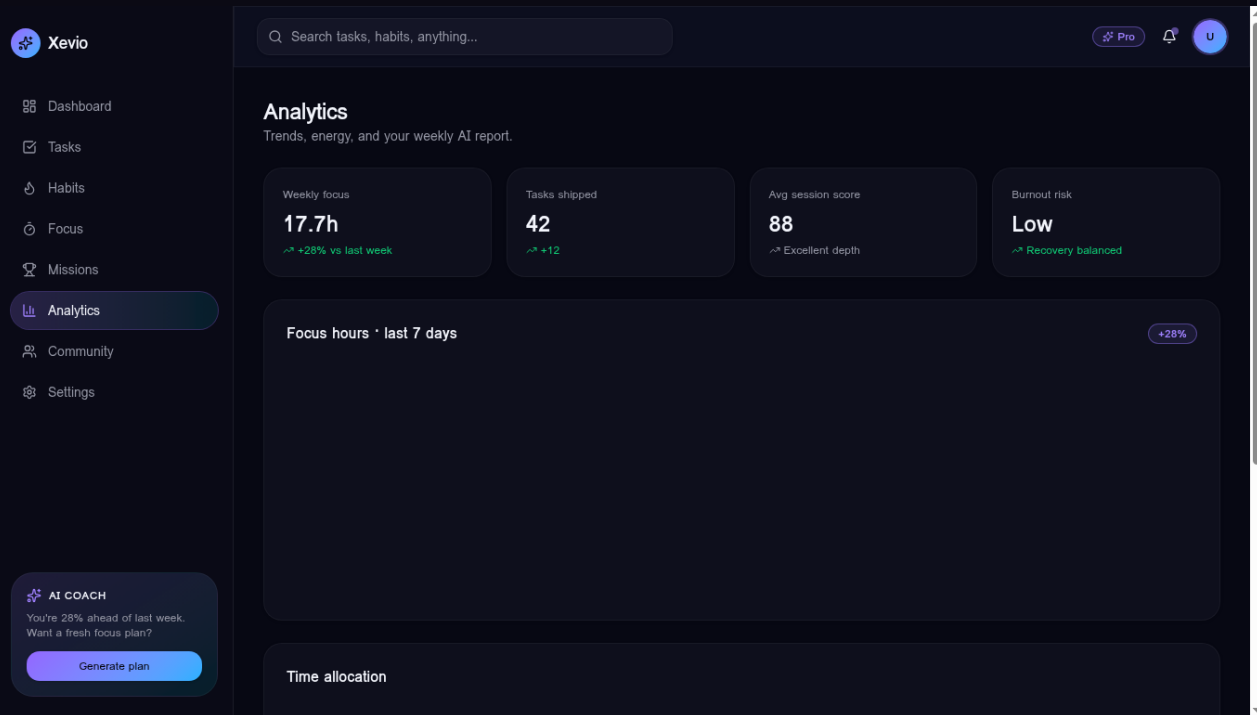 Xevio
Search tasks, habits, anything...
Pro
U
Dashboard
Tasks
Habits
Focus
Missions
Analytics
Community
Settings
AI COACH
You're 28% ahead of last week.
Want a fresh focus plan?
Generate plan
Analytics
Trends, energy, and your weekly AI report.
Weekly focus
17.7h
+28% vs last week
Tasks shipped
42
+12
Avg session score
88
Excellent depth
Burnout risk
Low
Recovery balanced
Focus hours · last 7 days
+28%
Time allocation